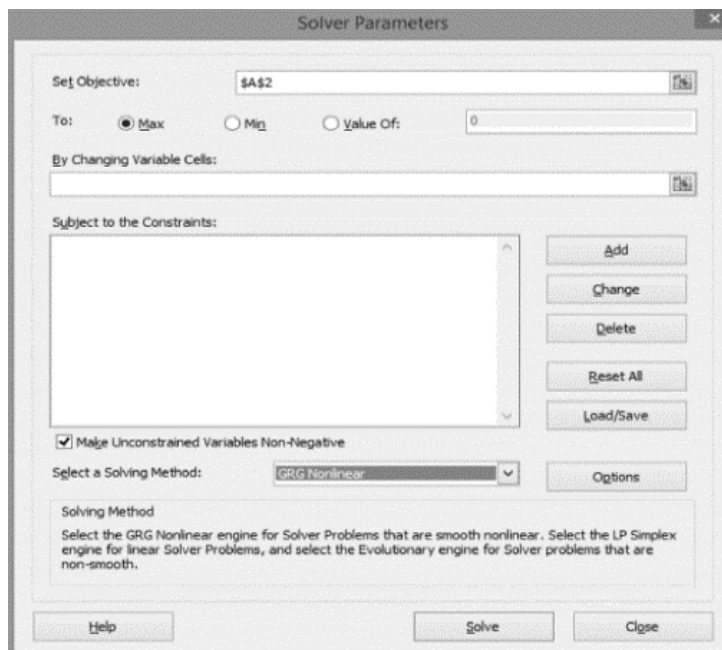 Solver Parameters
Set Objective:
$A$2
To:
Max
Min
Value Of:
0
By Changing Variable Cells:
Subject to the Constraints:
Add
Change
Delete
Reset All
Load/Save
Make Unconstrained Variables Non-Negative
Select a Solving Method:
GRG Nonlinear
Options
Solving Method
Select the GRG Nonlinear engine for Solver Problems that are smooth nonlinear. Select the LP Simplex
engine for linear Solver Problems, and select the Evolutionary engine for Solver problems that are
non-smooth.
Help
Solve
Close